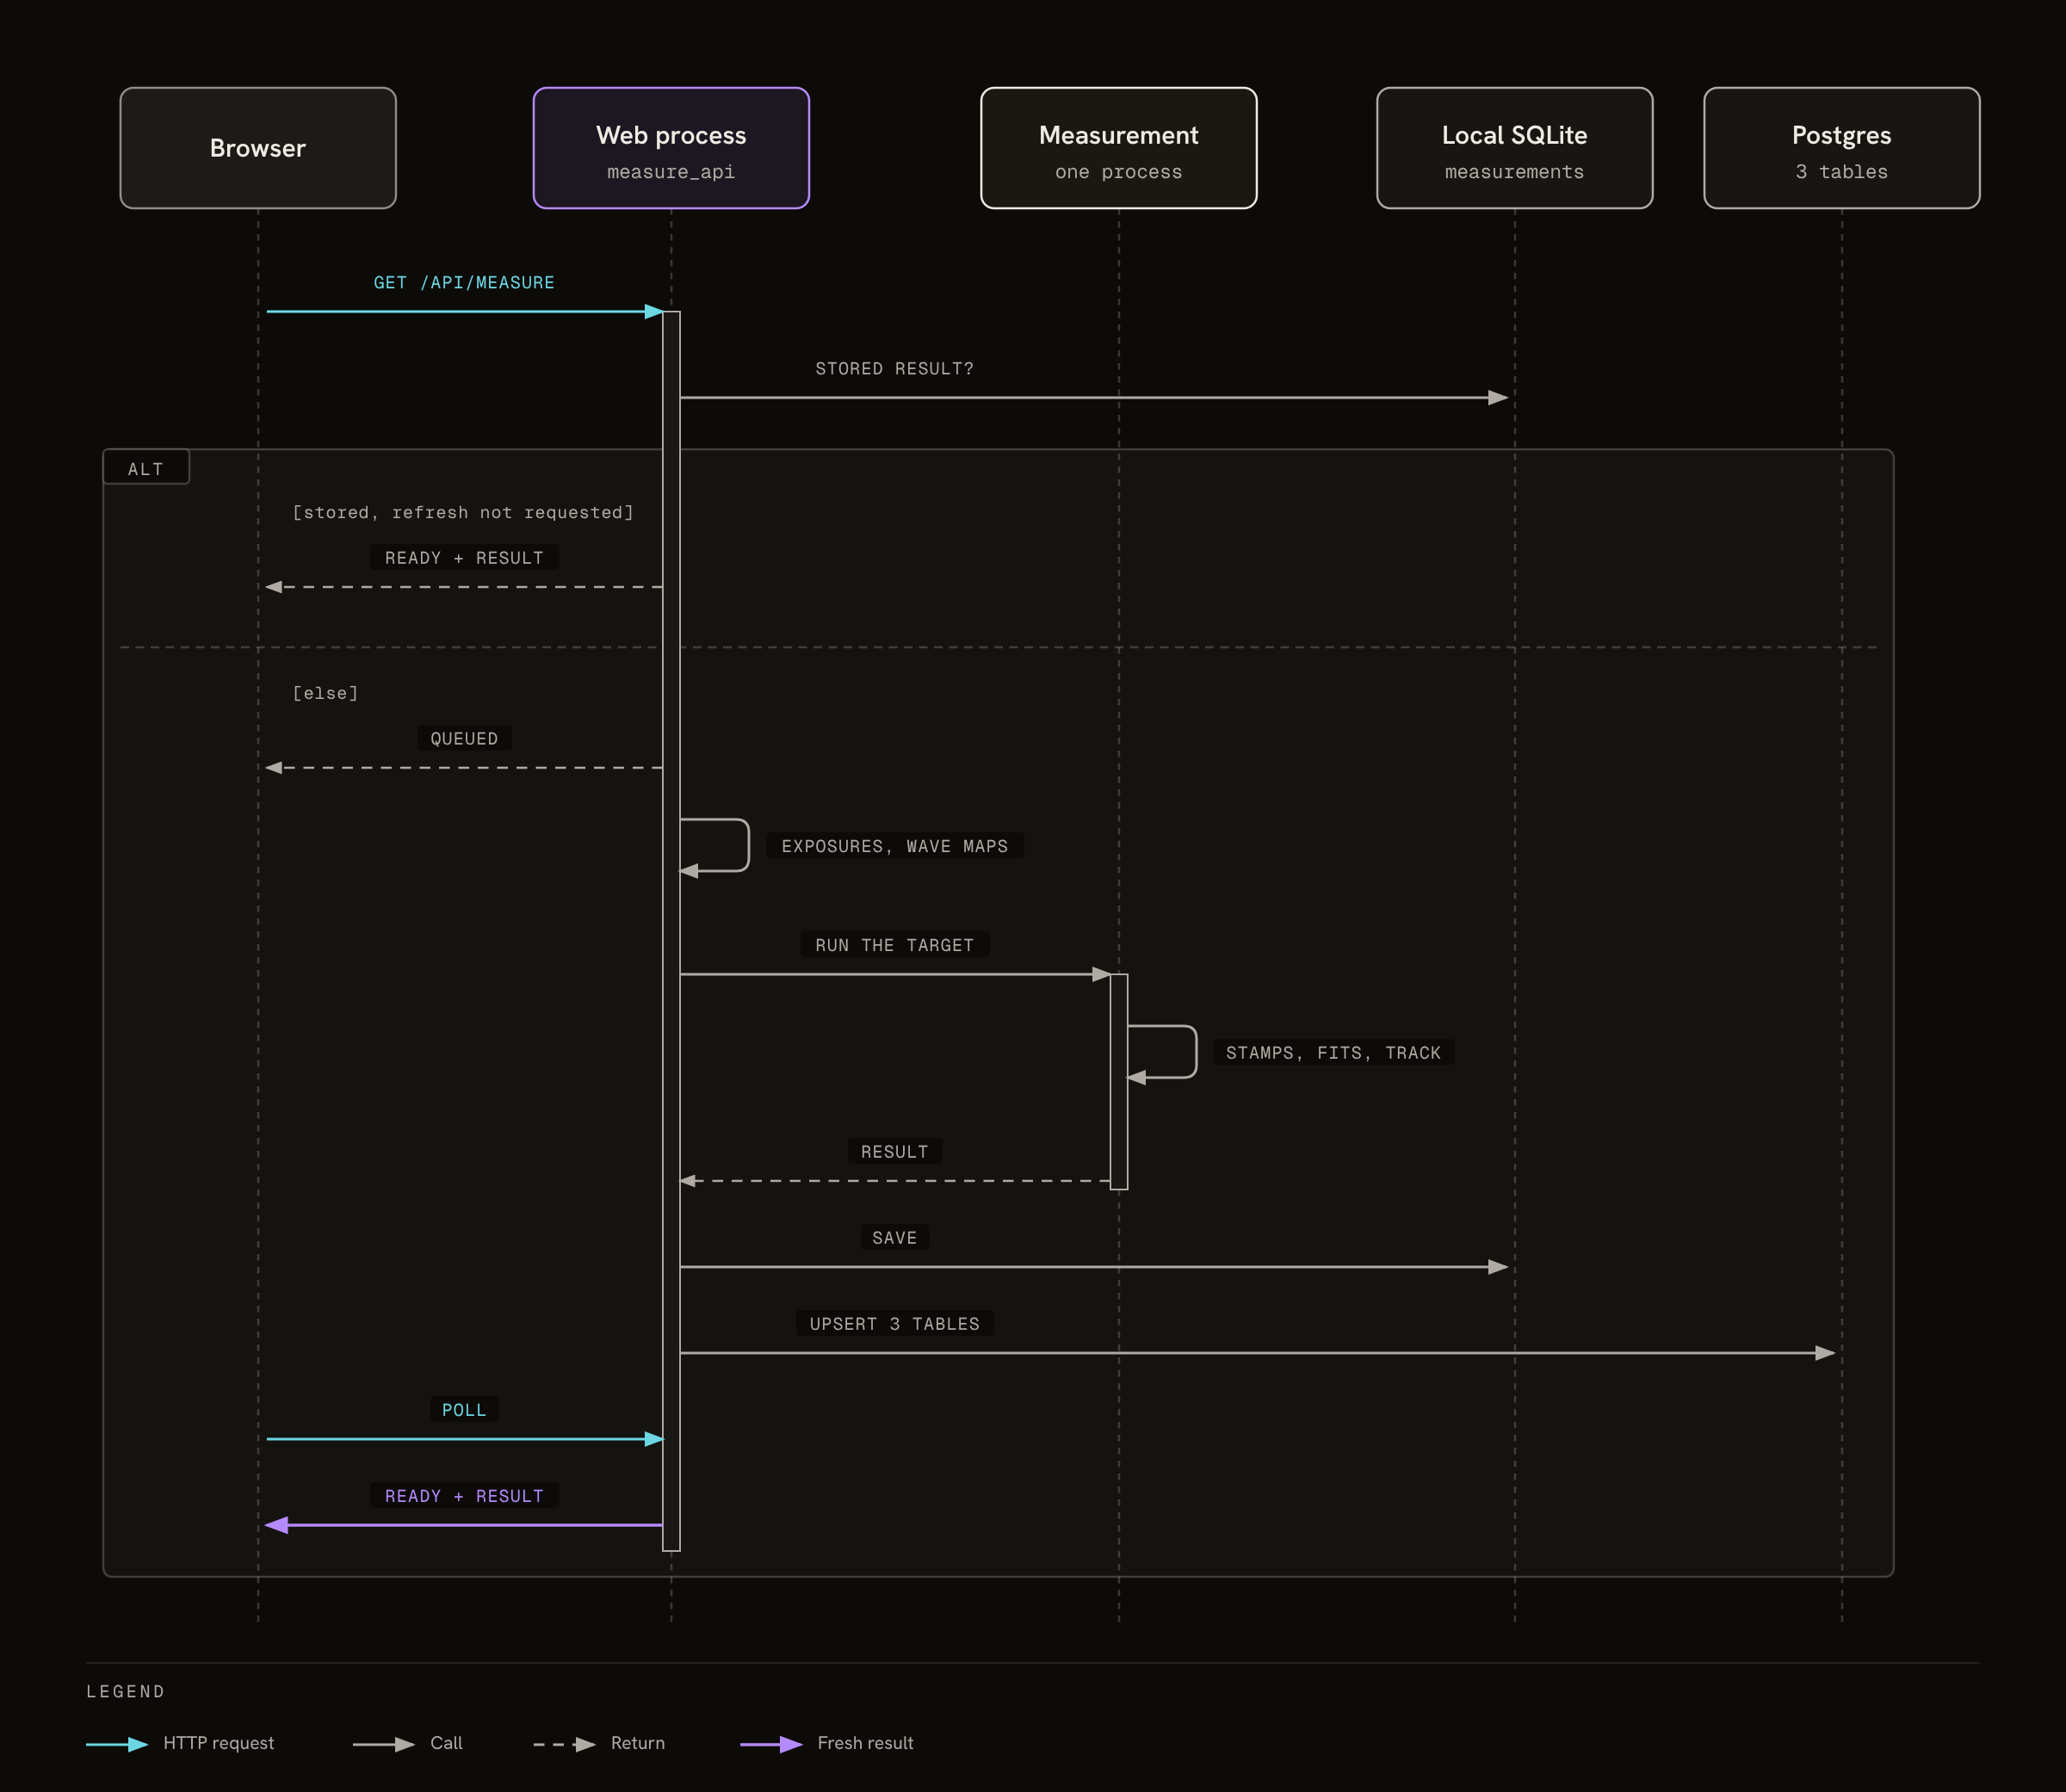 Browser
Web process
measure_api
Measurement
one process
Local SQLite
measurements
Postgres
3 tables
GET /API/MEASURE
STORED RESULT?
ALT
[stored, refresh not requested]
READY + RESULT
[else]
QUEUED
EXPOSURES, WAVE MAPS
RUN THE TARGET
STAMPS, FITS, TRACK
RESULT
SAVE
UPSERT 3 TABLES
POLL
READY + RESULT
LEGEND
HTTP request
Call
Return
Fresh result